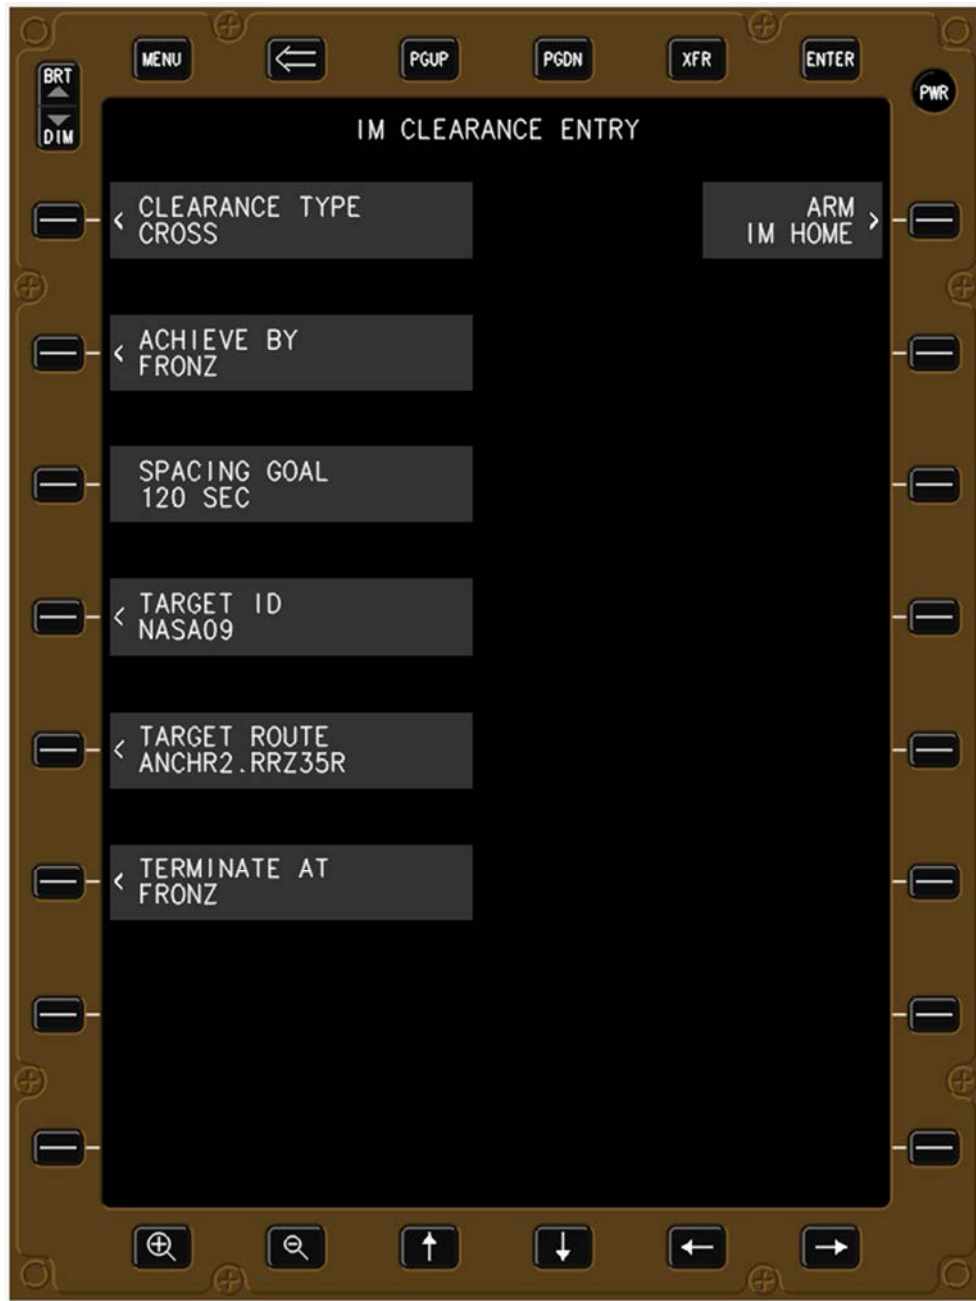 MENU
PGUP
PGDN
XFR
ENTER
BRT
DIM
PWR
IM CLEARANCE ENTRY
< CLEARANCE TYPE
CROSS
ARM >
IM HOME
< ACHIEVE BY
FRONZ
SPACING GOAL
120 SEC
< TARGET ID
NASA09
< TARGET ROUTE
ANCHR2.RRZ35R
< TERMINATE AT
FRONZ